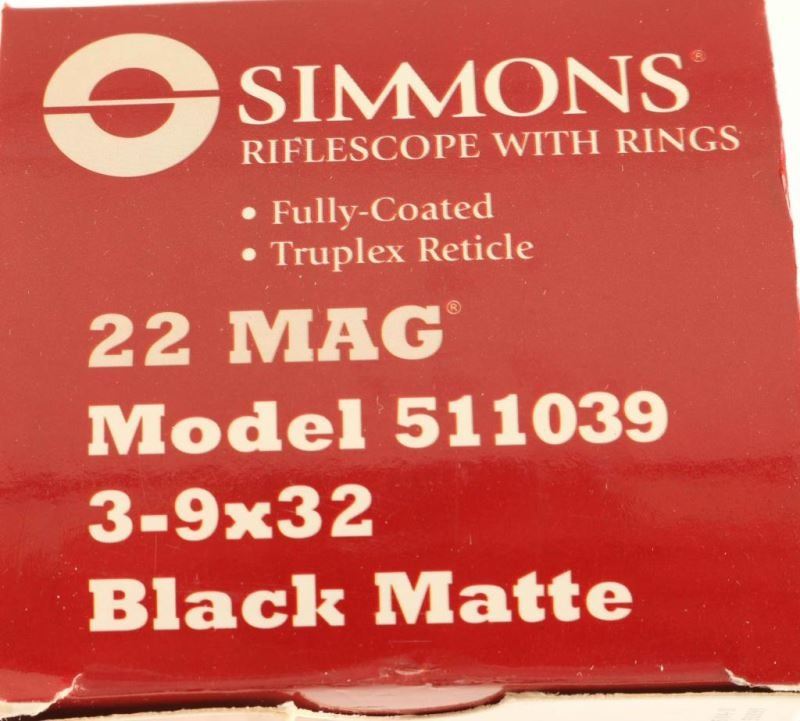 SIMMONS®
RIFLESCOPE WITH RINGS
• Fully-Coated
• Truplex Reticle
22 MAG®
Model 511039
3-9x32
Black Matte